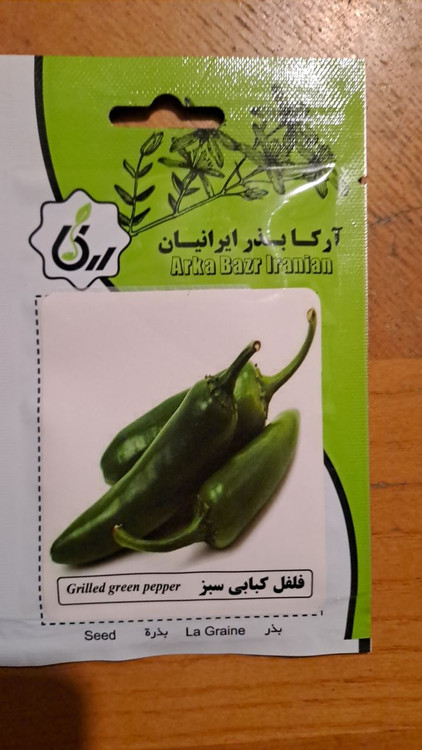 آرکا بذر ایرانیان
Arka Bazr Iranian
Grilled green pepper فلفل کبابی سبز
Seed بذرة La Graine بذر